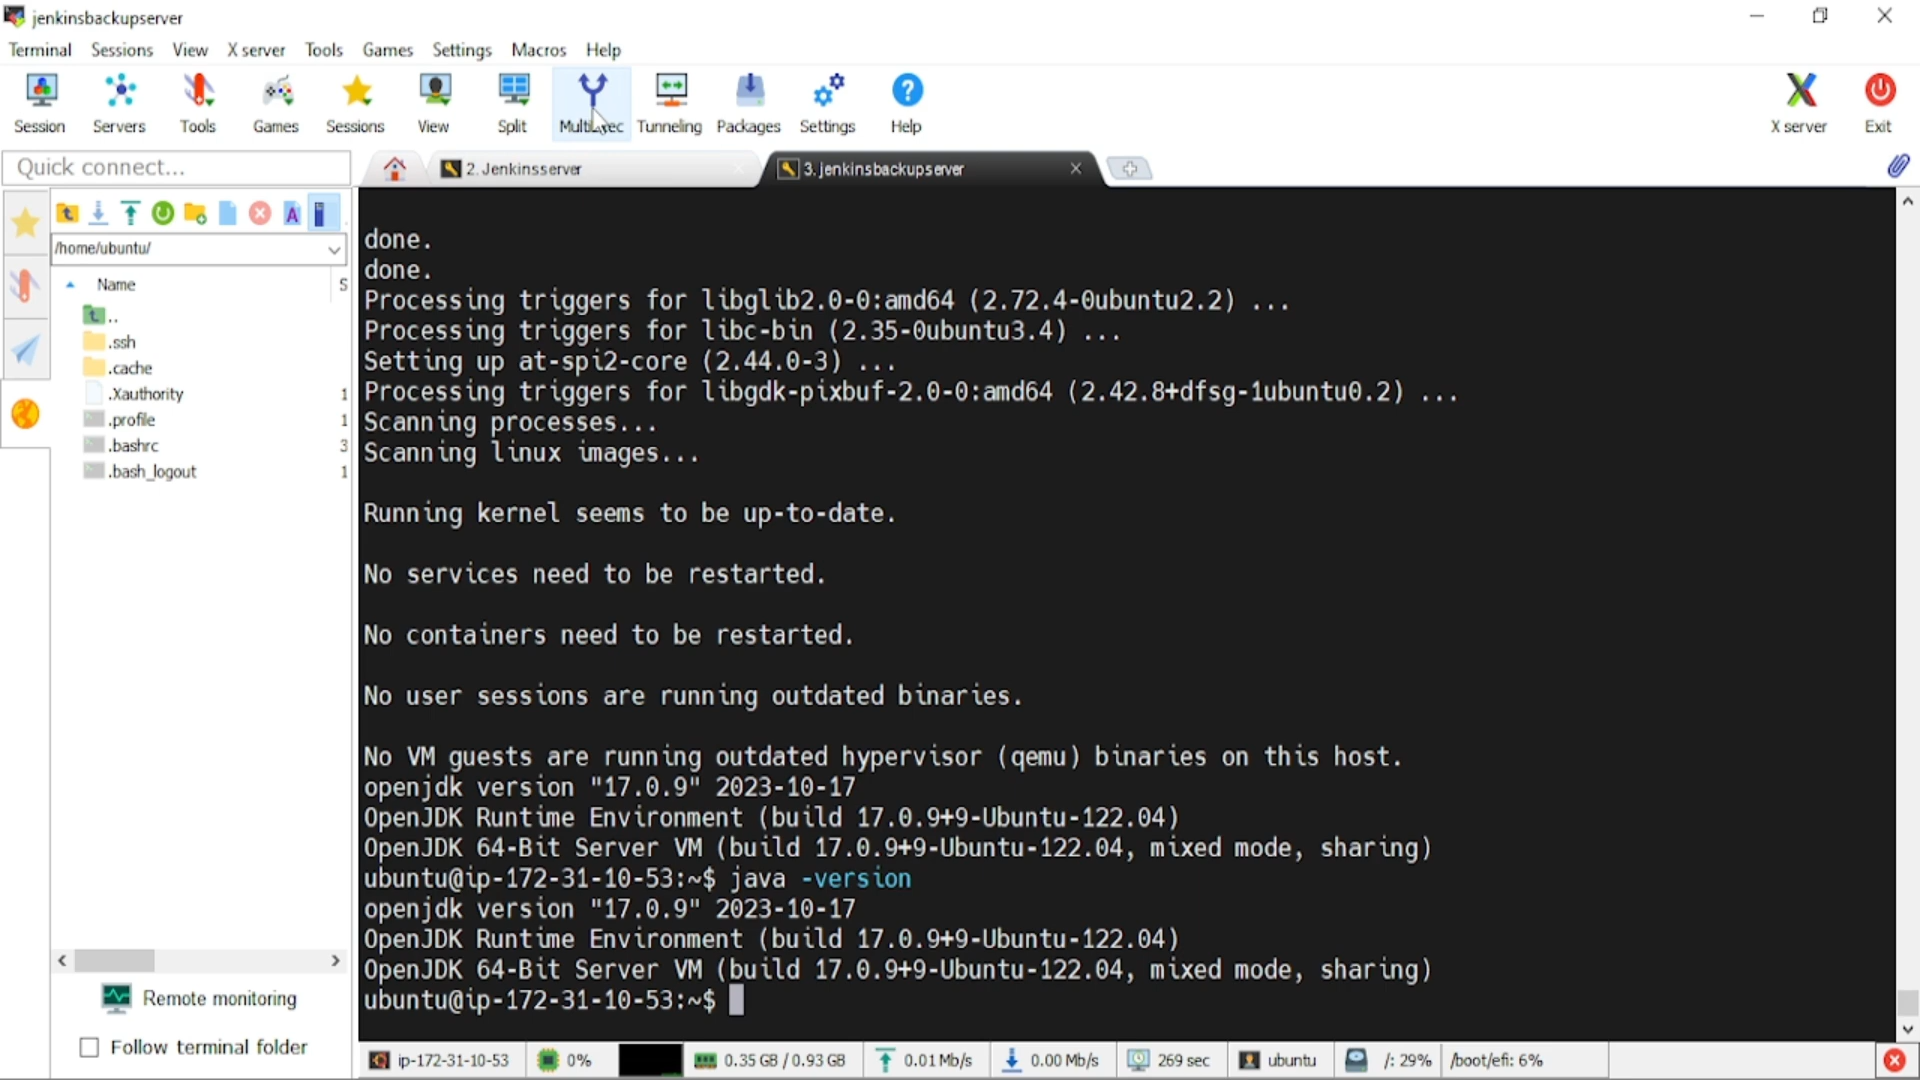 jenkinsbackupserver
Terminal Sessions View X server Tools Games Settings Macros Help
Session Servers Tools Games Sessions View Split MultiExec Tunneling Packages Settings Help X server Exit
Quick connect...
2. Jenkinsserver
3. jenkinsbackupserver
/home/ubuntu/
Name S
..
.ssh
.cache
.Xauthority 1
.profile 1
.bashrc 3
.bash_logout 1
Remote monitoring
Follow terminal folder
done.
done.
Processing triggers for libglib2.0-0:amd64 (2.72.4-0ubuntu2.2) ...
Processing triggers for libc-bin (2.35-0ubuntu3.4) ...
Setting up at-spi2-core (2.44.0-3) ...
Processing triggers for libgdk-pixbuf-2.0-0:amd64 (2.42.8+dfsg-1ubuntu0.2) ...
Scanning processes...
Scanning linux images...
Running kernel seems to be up-to-date.
No services need to be restarted.
No containers need to be restarted.
No user sessions are running outdated binaries.
No VM guests are running outdated hypervisor (qemu) binaries on this host.
openjdk version "17.0.9" 2023-10-17
OpenJDK Runtime Environment (build 17.0.9+9-Ubuntu-122.04)
OpenJDK 64-Bit Server VM (build 17.0.9+9-Ubuntu-122.04, mixed mode, sharing)
ubuntu@ip-172-31-10-53:~$ java -version
openjdk version "17.0.9" 2023-10-17
OpenJDK Runtime Environment (build 17.0.9+9-Ubuntu-122.04)
OpenJDK 64-Bit Server VM (build 17.0.9+9-Ubuntu-122.04, mixed mode, sharing)
ubuntu@ip-172-31-10-53:~$
ip-172-31-10-53 0% 0.35 GB / 0.93 GB 0.01 Mb/s 0.00 Mb/s 269 sec ubuntu /: 29% /boot/efi: 6%